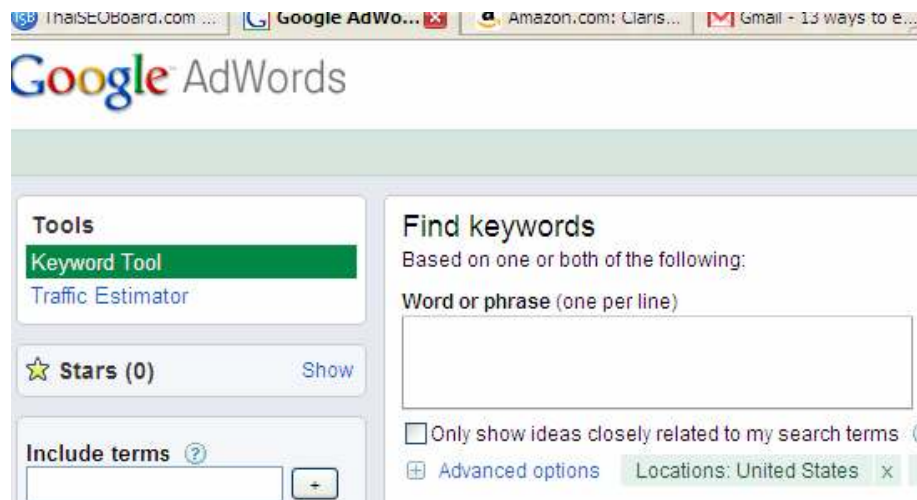 ThaiSEOBoard.com ... Google AdWo... Amazon.com: Claris... Gmail - 13 ways to e...
Google AdWords
Tools
Keyword Tool
Traffic Estimator
Stars (0) Show
Include terms ?
+
Find keywords
Based on one or both of the following:
Word or phrase (one per line)
Only show ideas closely related to my search terms
Advanced options Locations: United States x